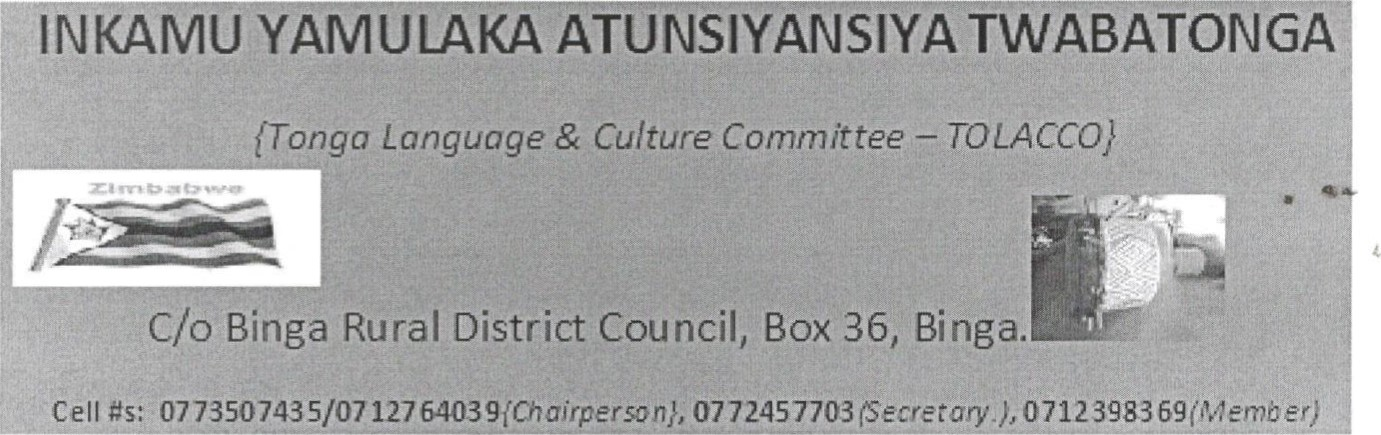 INKAMU YAMULAKA ATUNSIYANSIYA TWABATONGA
{Tonga Language & Culture Committee – TOLACCO}
Zimbabwe
C/o Binga Rural District Council, Box 36, Binga.
Cell #s: 0773507435/0712764039{Chairperson}, 0772457703(Secretary.), 0712398369(Member)